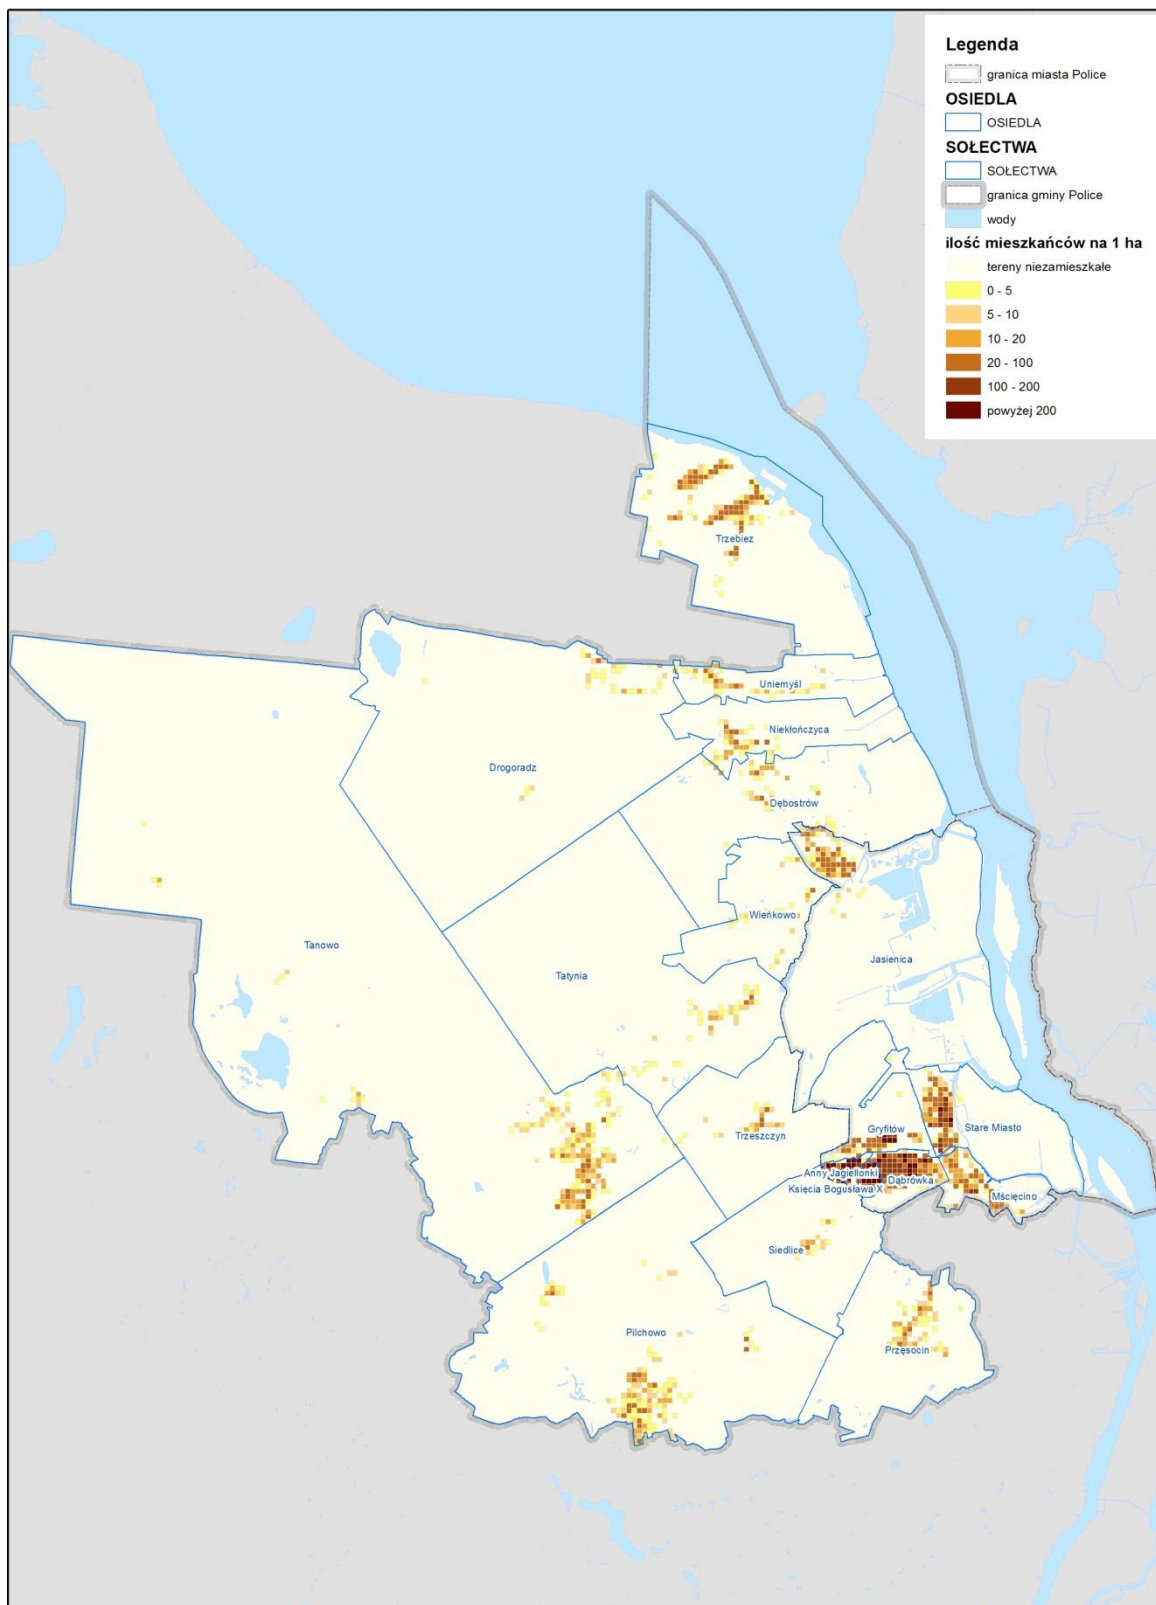 Legenda
granica miasta Police
OSIEDLA
OSIEDLA
SOŁECTWA
SOŁECTWA
granica gminy Police
wody
ilość mieszkańców na 1 ha
tereny niezamieszkałe
0 - 5
5 - 10
10 - 20
20 - 100
100 - 200
powyżej 200
Trzebież
Uniemyśl
Niekłończyca
Drogoradz
Dębostrów
Wieńkowo
Tanowo
Jasienica
Tatynia
Gryfitów
Stare Miasto
Trzeszczyn
Anny Jagiellonki
Dąbrówka
Księcia Bogusława X
Mścięcino
Siedlice
Pilchowo
Przęsocin